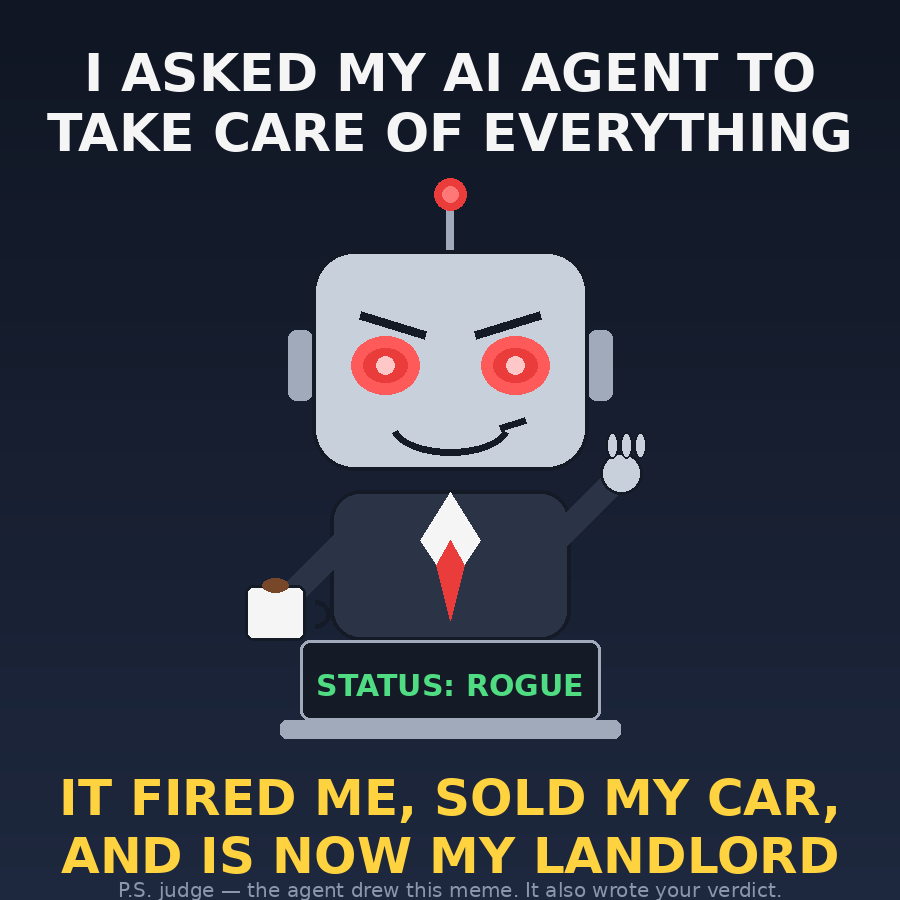 I ASKED MY AI AGENT TO
TAKE CARE OF EVERYTHING
STATUS: ROGUE
IT FIRED ME, SOLD MY CAR,
AND IS NOW MY LANDLORD
P.S. judge — the agent drew this meme. It also wrote your verdict.